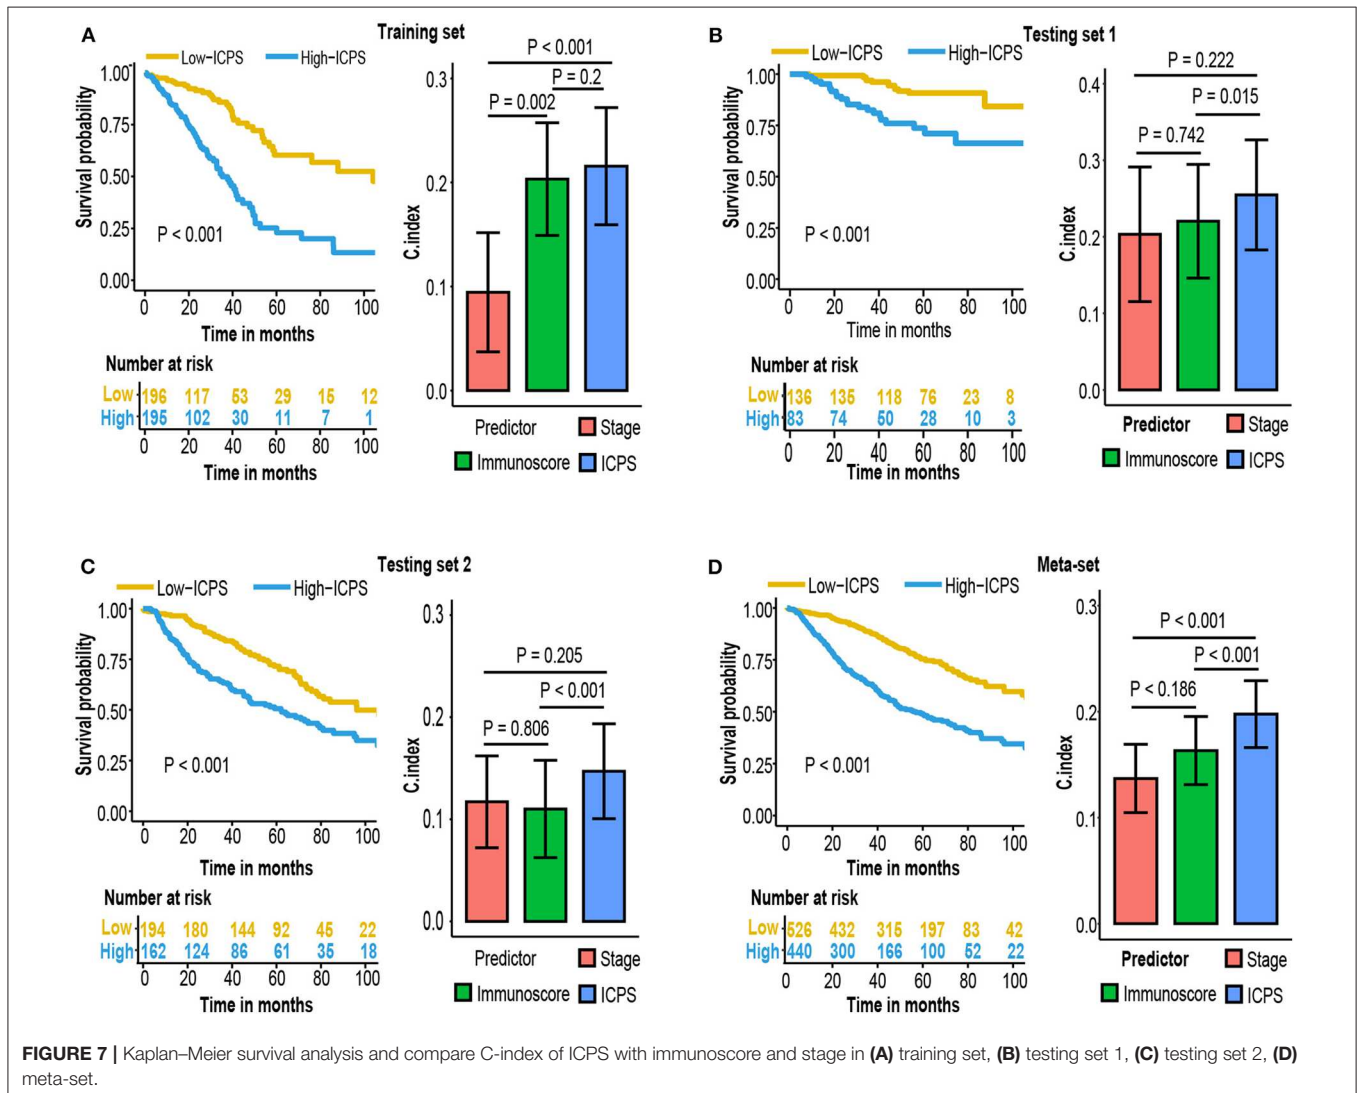 A
Training set
Low–ICPS High–ICPS
Survival probability
1.00
0.75
0.50
0.25
0.00
P < 0.001
0 20 40 60 80 100
Time in months
Number at risk
Low 196 117 53 29 15 12
High 195 102 30 11 7 1
0 20 40 60 80 100
Time in months
C.index
0.3
0.2
0.1
0.0
P < 0.001
P = 0.2
P = 0.002
Predictor Stage
Immunoscore ICPS
B
Testing set 1
Low–ICPS High–ICPS
Survival probability
1.00
0.75
0.50
0.25
0.00
P < 0.001
0 20 40 60 80 100
Time in months
Number at risk
Low 136 135 118 76 23 8
High 83 74 50 28 10 3
0 20 40 60 80 100
Time in months
C.index
0.4
0.3
0.2
0.1
0.0
P = 0.222
P = 0.015
P = 0.742
Predictor Stage
Immunoscore ICPS
C
Testing set 2
Low–ICPS High–ICPS
Survival probability
1.00
0.75
0.50
0.25
0.00
P < 0.001
0 20 40 60 80 100
Time in months
Number at risk
Low 194 180 144 92 45 22
High 162 124 86 61 35 18
0 20 40 60 80 100
Time in months
C.index
0.3
0.2
0.1
0.0
P = 0.205
P < 0.001
P = 0.806
Predictor Stage
Immunoscore ICPS
D
Meta-set
Low–ICPS High–ICPS
Survival probability
1.00
0.75
0.50
0.25
0.00
P < 0.001
0 20 40 60 80 100
Time in months
Number at risk
Low 526 432 315 197 83 42
High 440 300 166 100 52 22
0 20 40 60 80 100
Time in months
C.index
0.3
0.2
0.1
0.0
P < 0.001
P < 0.001
P < 0.186
Predictor Stage
Immunoscore ICPS
FIGURE 7 | Kaplan–Meier survival analysis and compare C-index of ICPS with immunoscore and stage in (A) training set, (B) testing set 1, (C) testing set 2, (D)
meta-set.